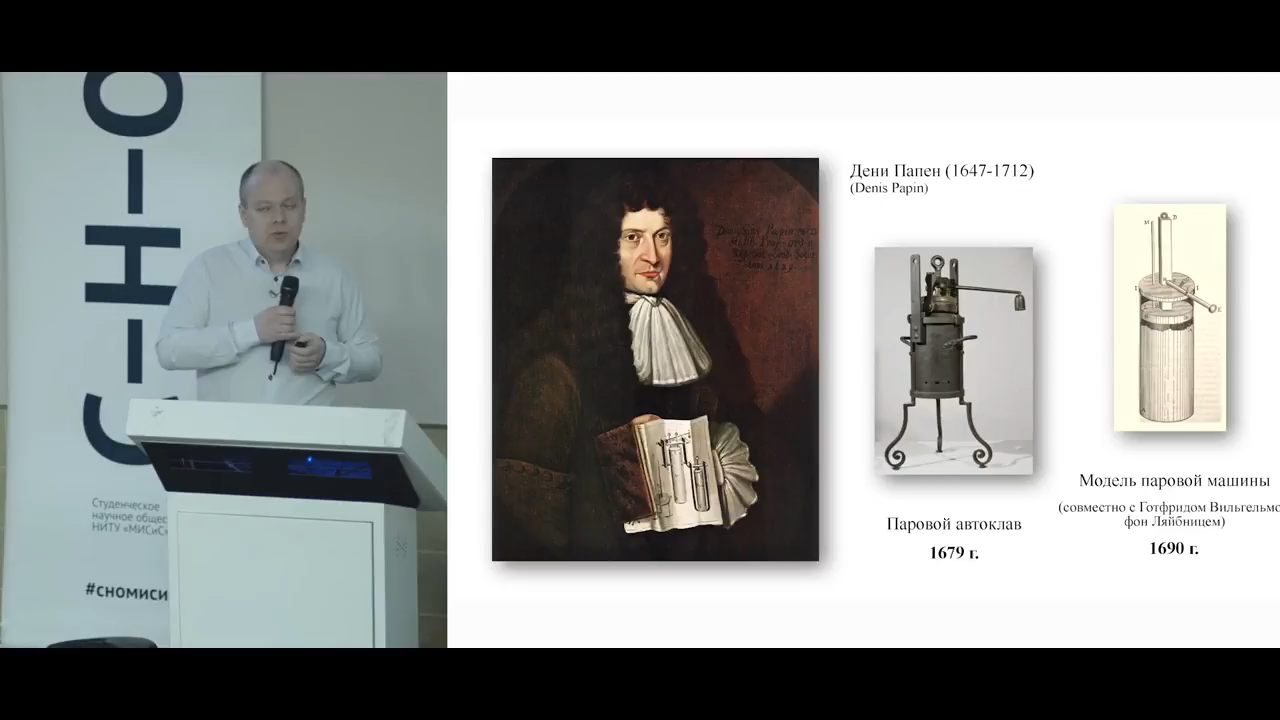 С–Н–О
Студенческое
научное общес
НИТУ «МИСиС»
#сномиси
Дени Папен (1647-1712)
(Denis Papin)
Паровой автоклав
1679 г.
Модель паровой машины
(совместно с Готфридом Вильгельмо
фон Ляйбницем)
1690 г.